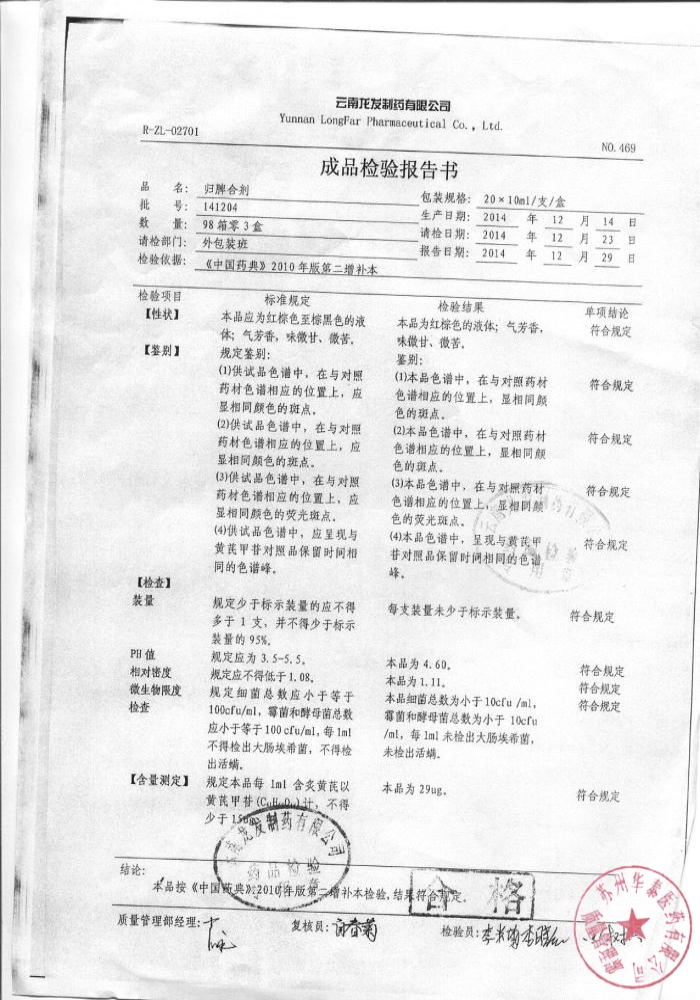 云南龙发制药有限公司
Yunnan LongFar Pharmaceutical Co., Ltd.
R-ZL-02701
NO.469
成品检验报告书
品 名: 归脾合剂 包装规格: 20×10ml/支/盒
批 号: 141204 生产日期: 2014 年 12 月 14 日
数 量: 98箱零3盒 请检日期: 2014 年 12 月 23 日
请检部门: 外包装班 报告日期: 2014 年 12 月 29 日
检验依据: 《中国药典》2010年版第二增补本
检验项目 标准规定 检验结果 单项结论
【性状】 本品应为红棕色至棕黑色的液 本品为红棕色的液体;气芳香, 符合规定
体;气芳香,味微甘、微苦。 味微甘、微苦。
【鉴别】 规定鉴别: 鉴别:
(1)供试品色谱中,在与对照 (1)本品色谱中,在与对照药材 符合规定
药材色谱相应的位置上,应 色谱相应的位置上,显相同颜
显相同颜色的斑点。 色的斑点。
(2)供试品色谱中,在与对照 (2)本品色谱中,在与对照药材 符合规定
药材色谱相应的位置上,应 色谱相应的位置上,显相同颜
显相同颜色的斑点。 色的斑点。
(3)供试品色谱中,在与对照 (3)本品色谱中,在与对照药材 符合规定
药材色谱相应的位置上,应 色谱相应的位置上,显相同颜
显相同颜色的荧光斑点。 色的荧光斑点。
(4)供试品色谱中,应呈现与 (4)本品色谱中,呈现与黄芪甲 符合规定
黄芪甲苷对照品保留时间相 苷对照品保留时间相同的色谱
同的色谱峰。 峰。
【检查】
装量 规定少于标示装量的应不得 每支装量未少于标示装量。 符合规定
多于1支,并不得少于标示
装量的95%。
PH值 规定应为3.5-5.5。 本品为4.60。 符合规定
相对密度 规定应不得低于1.08。 本品为1.11。 符合规定
微生物限度 规定细菌总数应小于等于 本品细菌总数为小于10cfu/ml, 符合规定
检查 100cfu/ml,霉菌和酵母菌总数 霉菌和酵母菌总数为小于10cfu
应小于等于100cfu/ml,每1ml /ml,每1ml未检出大肠埃希菌,
不得检出大肠埃希菌,不得检 未检出活螨。
出活螨。
【含量测定】 规定本品每1ml含炙黄芪以 本品为29ug。 符合规定
黄芪甲苷 计,不得
少于15ug
龙发制药有限公司
药品检验
结论:
本品按《中国药典》2010年版第二增补本检验,结果符合规定。
合格
质量管理部经理: 复核员: 检验员:
苏州华泰医药有限公司